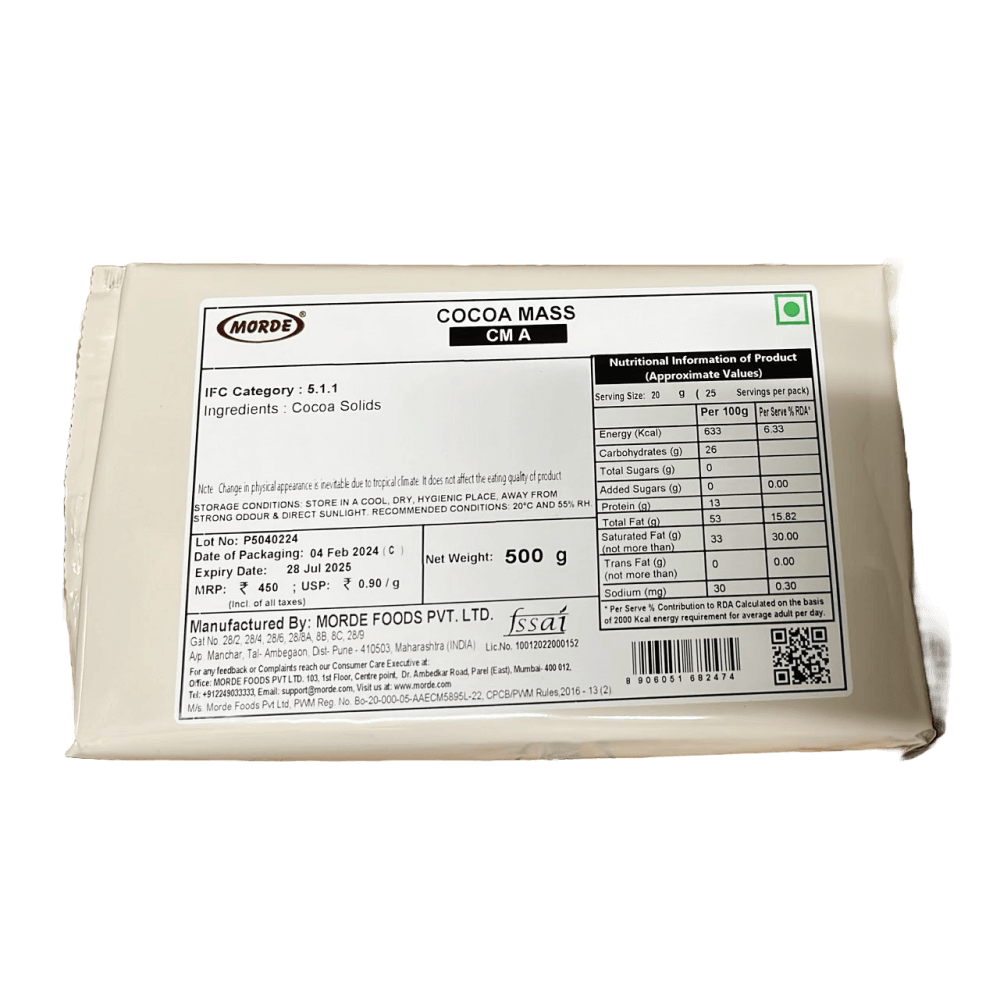 MORDE®
COCOA MASS
CM A
IFC Category : 5.1.1
Ingredients : Cocoa Solids
Note Change in physical appearance is inevitable due to tropical climate. It does not affect the eating quality of product
STORAGE CONDITIONS: STORE IN A COOL, DRY, HYGIENIC PLACE, AWAY FROM
STRONG ODOUR & DIRECT SUNLIGHT. RECOMMENDED CONDITIONS: 20°C AND 55% RH.
Lot No: P5040224
Date of Packaging: 04 Feb 2024 ( C )
Expiry Date: 28 Jul 2025
MRP: ₹ 450 ; USP: ₹ 0.90 / g
(Incl. of all taxes)
Net Weight: 500 g
Manufactured By: MORDE FOODS PVT. LTD.
Gat No. 28/2, 28/4, 28/6, 28/8A, 8B, 8C, 28/9
A/p. Manchar, Tal- Ambegaon, Dist- Pune - 410503, Maharashtra (INDIA)
fssai
Lic.No. 10012022000152
For any feedback or Complaints reach our Consumer Care Executive at:
Office: MORDE FOODS PVT LTD. 103, 1st Floor, Centre point, Dr. Ambedkar Road, Parel (East), Mumbai- 400 012.
Tel: +912249033333, Email: support@morde.com, Visit us at: www.morde.com
M/s. Morde Foods Pvt Ltd, PWM Reg. No. Bo-20-000-05-AAECM5895L-22, CPCB/PWM Rules,2016 - 13 (2)
Nutritional Information of Product
(Approximate Values)
Serving Size: 20 g ( 25 Servings per pack)
Per 100g Per Serve % RDA*
Energy (Kcal) 633 6.33
Carbohydrates (g) 26
Total Sugars (g) 0
Added Sugars (g) 0 0.00
Protein (g) 13
Total Fat (g) 53 15.82
Saturated Fat (g) 33 30.00
(not more than)
Trans Fat (g) 0 0.00
(not more than)
Sodium (mg) 30 0.30
* Per Serve % Contribution to RDA Calculated on the basis
of 2000 Kcal energy requirement for average adult per day.
8 906051 682474